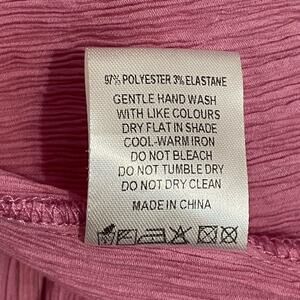 97% POLYESTER 3% ELASTANE
GENTLE HAND WASH
WITH LIKE COLOURS
DRY FLAT IN SHADE
COOL-WARM IRON
DO NOT BLEACH
DO NOT TUMBLE DRY
DO NOT DRY CLEAN
MADE IN CHINA